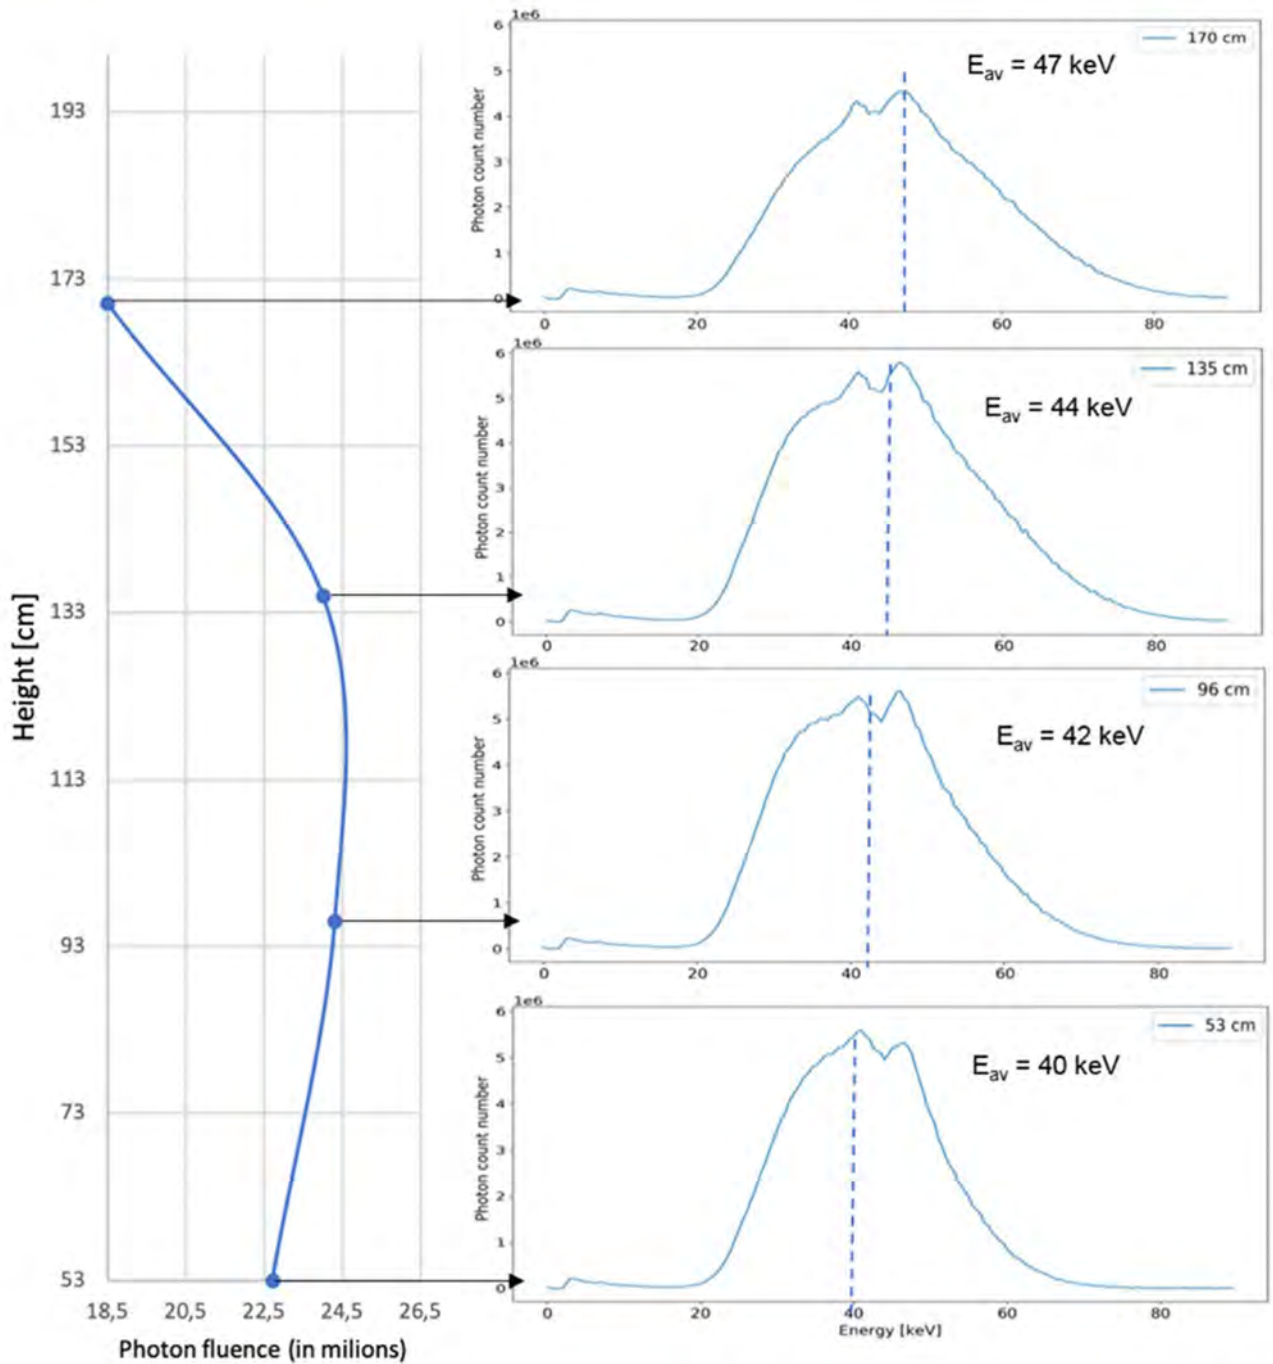 Height [cm]
193
173
153
133
113
93
73
53
18,5 20,5 22,5 24,5 26,5
Photon fluence (in milions)
1e6
170 cm
E_av = 47 keV
Photon count number
6
5
4
3
2
1
0
0 20 40 60 80
1e6
135 cm
E_av = 44 keV
Photon count number
6
5
4
3
2
1
0
0 20 40 60 80
1e6
96 cm
E_av = 42 keV
Photon count number
6
5
4
3
2
1
0
0 20 40 60 80
1e6
53 cm
E_av = 40 keV
Photon count number
6
5
4
3
2
1
0
0 20 40 60 80
Energy [keV]